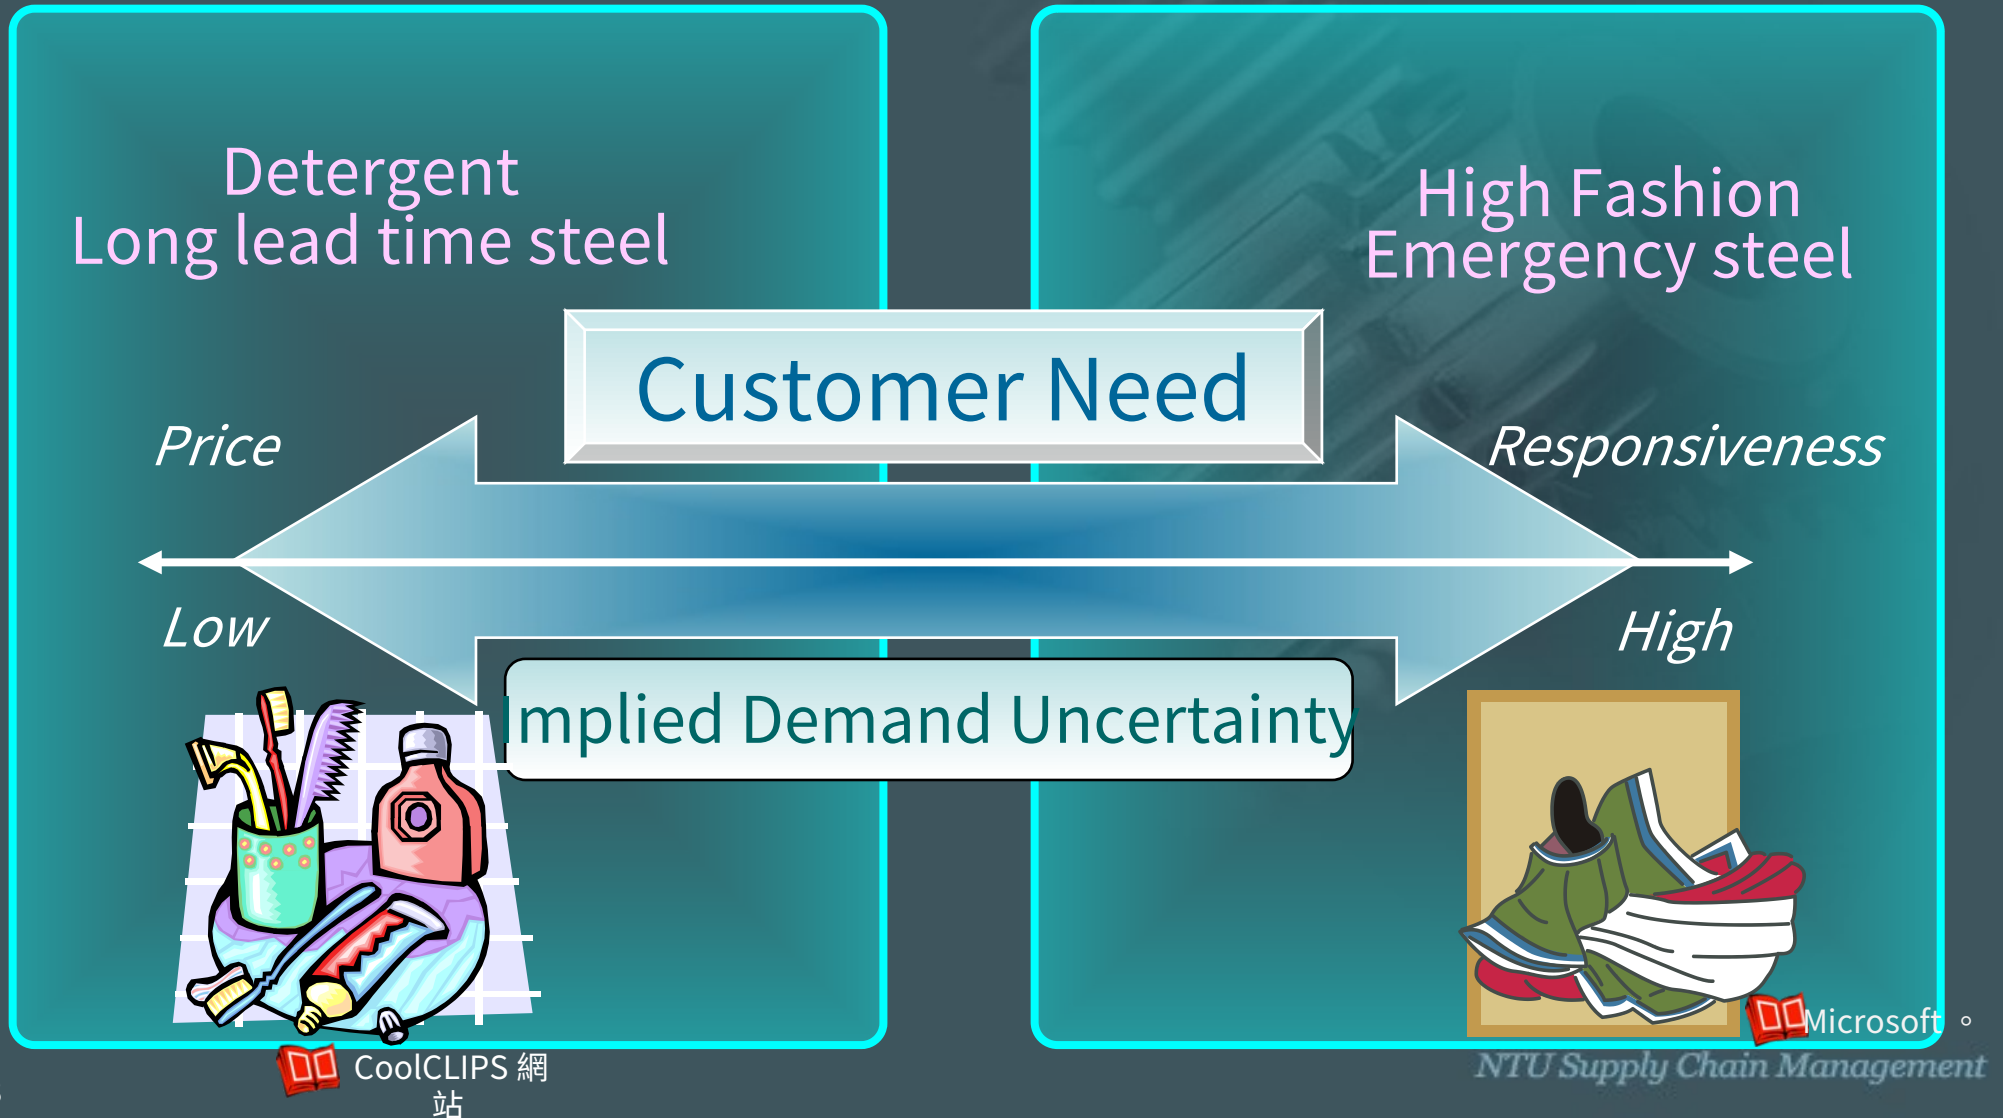 Detergent
Long lead time steel
High Fashion
Emergency steel
Customer Need
Price
Responsiveness
Low
High
Implied Demand Uncertainty
Microsoft 。
NTU Supply Chain Management
CoolCLIPS 網
站